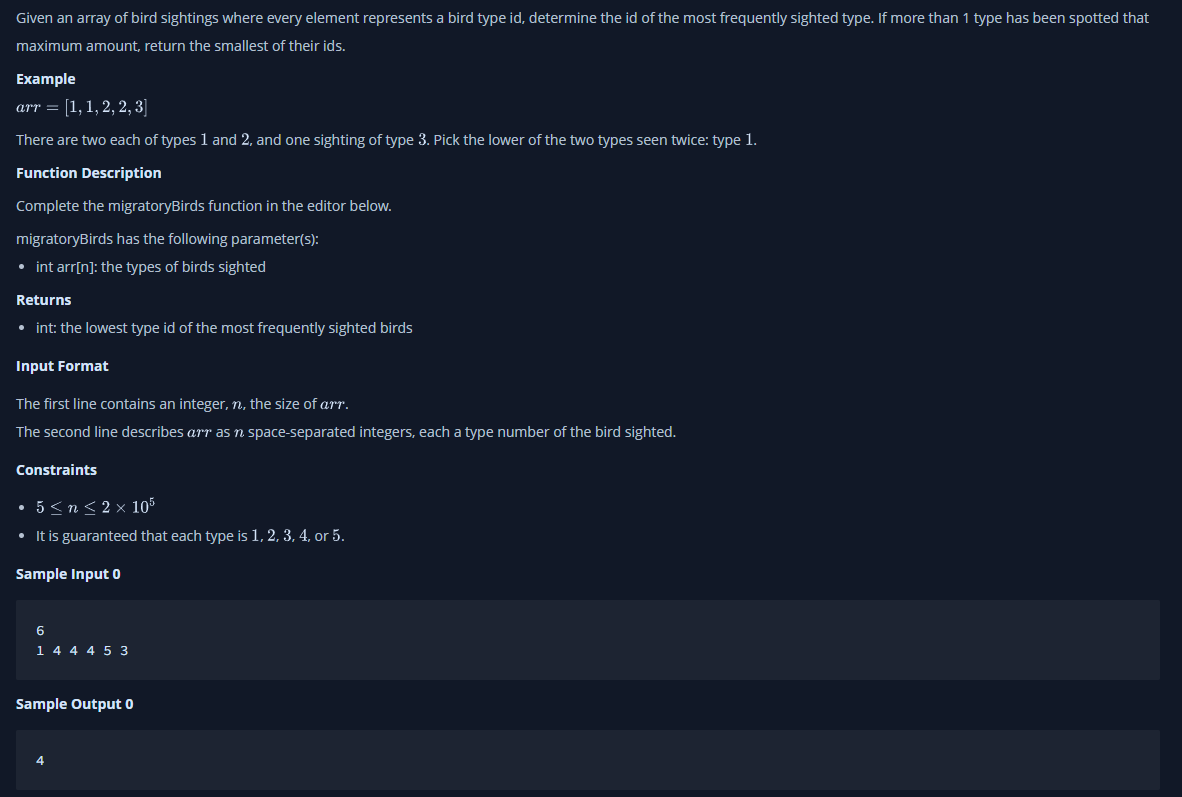 Given an array of bird sightings where every element represents a bird type id, determine the id of the most frequently sighted type. If more than 1 type has been spotted that
maximum amount, return the smallest of their ids.
Example
arr = [1, 1, 2, 2, 3]
There are two each of types 1 and 2, and one sighting of type 3. Pick the lower of the two types seen twice: type 1.
Function Description
Complete the migratoryBirds function in the editor below.
migratoryBirds has the following parameter(s):
• int arr[n]: the types of birds sighted
Returns
• int: the lowest type id of the most frequently sighted birds
Input Format
The first line contains an integer, n, the size of arr.
The second line describes arr as n space-separated integers, each a type number of the bird sighted.
Constraints
• 5 ≤ n ≤ 2 × 10⁵
• It is guaranteed that each type is 1, 2, 3, 4, or 5.
Sample Input 0
6
1 4 4 4 5 3
Sample Output 0
4